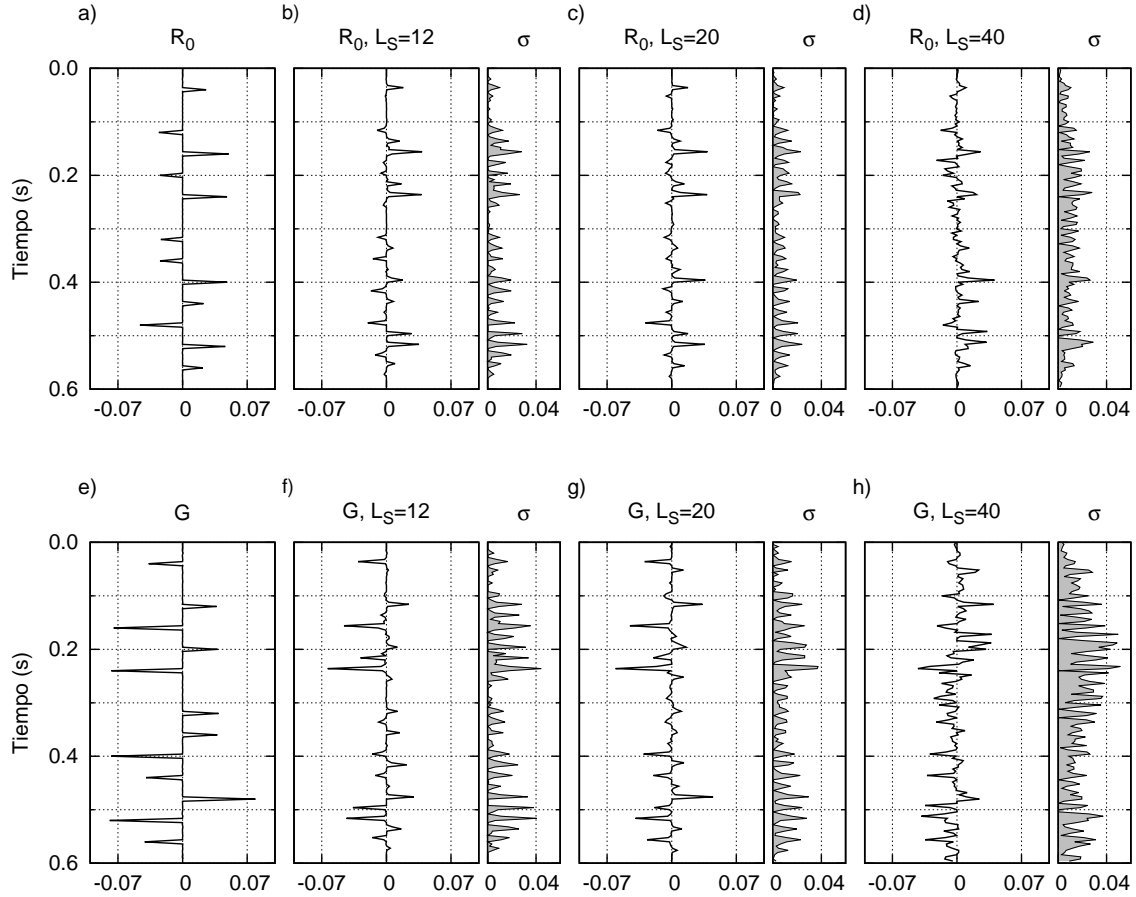 a) b) c) d)
R0 R0, LS=12 σ R0, LS=20 σ R0, LS=40 σ
0.0
0.2
0.4
0.6
Tiempo (s)
-0.07 0 0.07 -0.07 0 0.07 0 0.04 -0.07 0 0.07 0 0.04 -0.07 0 0.07 0 0.04
e) f) g) h)
G G, LS=12 σ G, LS=20 σ G, LS=40 σ
0.0
0.2
0.4
0.6
Tiempo (s)
-0.07 0 0.07 -0.07 0 0.07 0 0.04 -0.07 0 0.07 0 0.04 -0.07 0 0.07 0 0.04